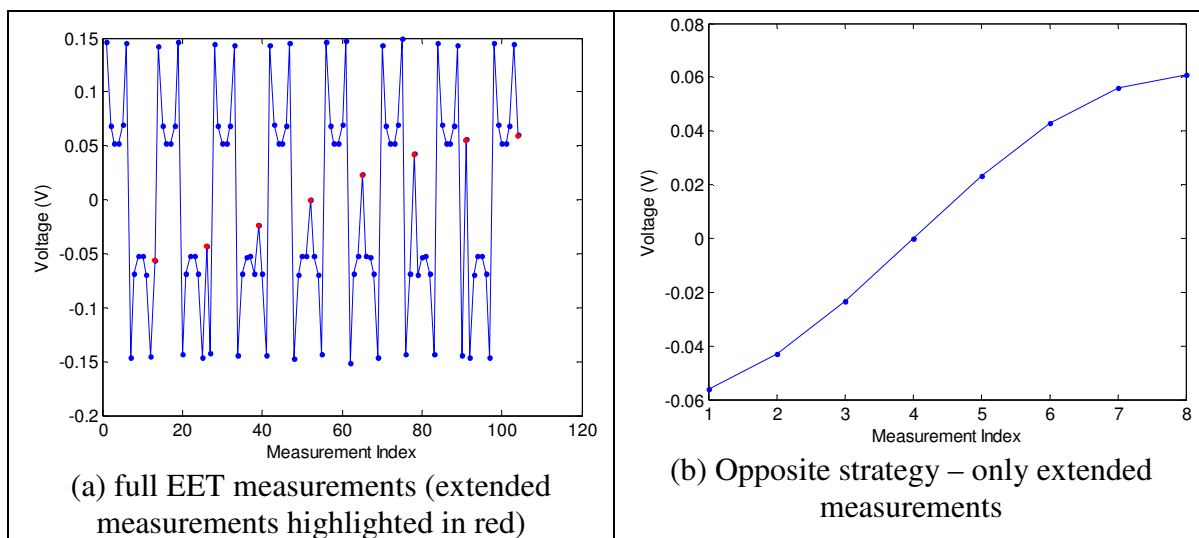 0.15
0.1
0.05
0
-0.05
-0.1
-0.15
-0.2
Voltage (V)
0 20 40 60 80 100 120
Measurement Index
(a) full EET measurements (extended
measurements highlighted in red)
0.08
0.06
0.04
0.02
0
-0.02
-0.04
-0.06
Voltage (V)
1 2 3 4 5 6 7 8
Measurement Index
(b) Opposite strategy – only extended
measurements